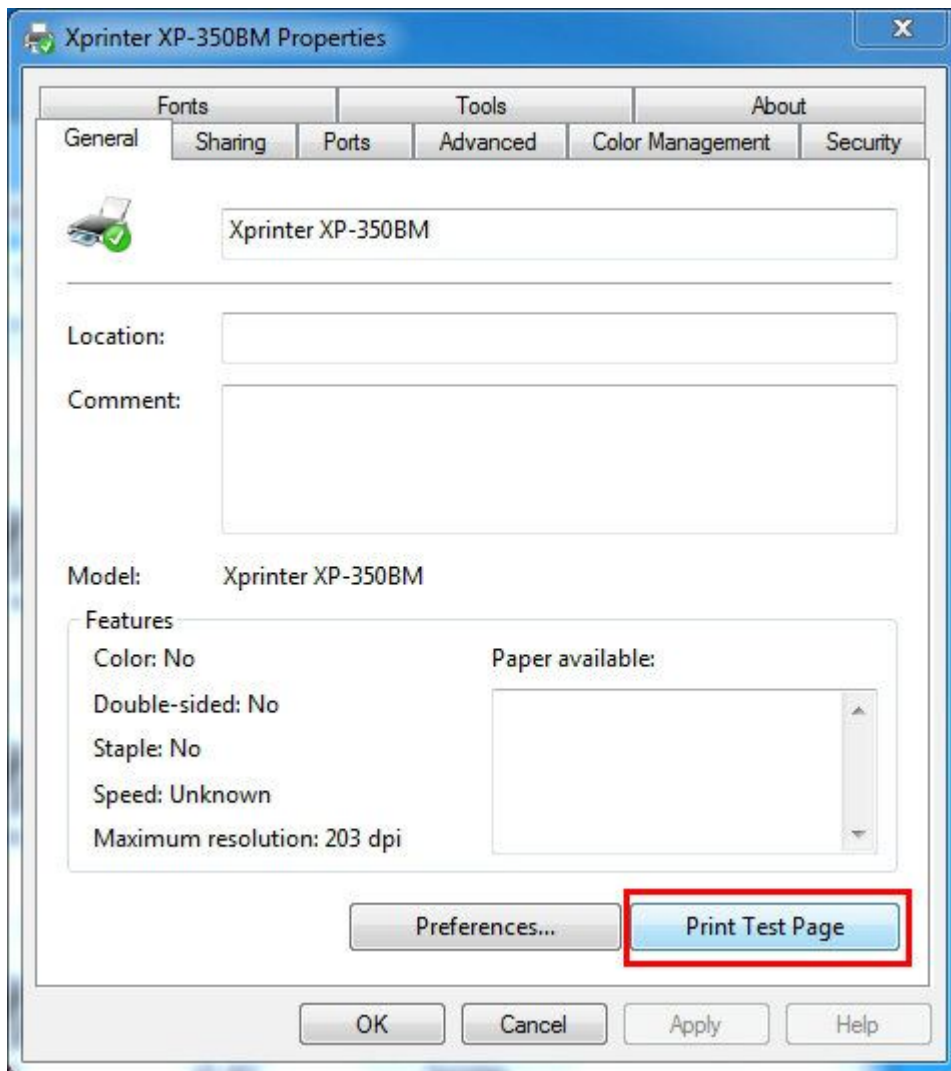 Xprinter XP-350BM Properties
Fonts Tools About
General Sharing Ports Advanced Color Management Security
Xprinter XP-350BM
Location:
Comment:
Model: Xprinter XP-350BM
Features
Color: No Paper available:
Double-sided: No
Staple: No
Speed: Unknown
Maximum resolution: 203 dpi
Preferences... Print Test Page
OK Cancel Apply Help